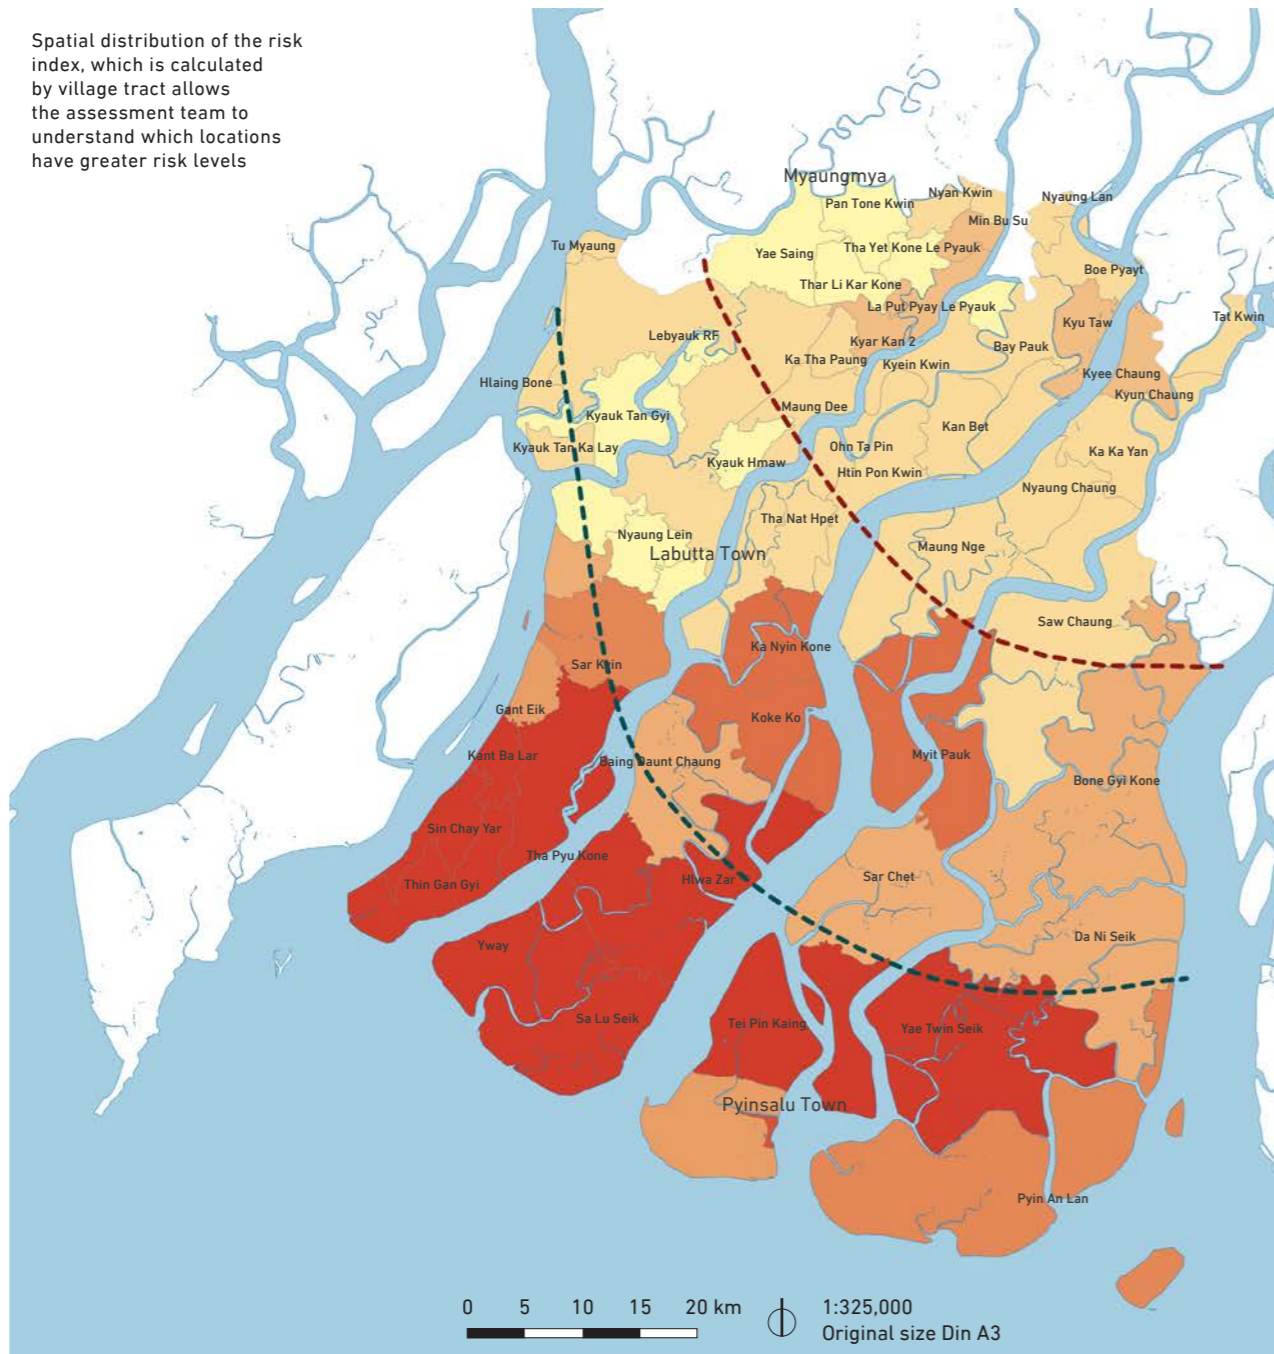 Spatial distribution of the risk
index, which is calculated
by village tract allows
the assessment team to
understand which locations
have greater risk levels
Myaungmya
Pan Tone Kwin
Nyan Kwin
Nyaung Lan
Min Bu Su
Tu Myaung
Yae Saing
Tha Yet Kone Le Pyauk
Boe Pyayt
Thar Li Kar Kone
La Put Pyay Le Pyauk
Tat Kwin
Kyu Taw
Lebyauk RF
Kyar Kan 2
Bay Pauk
Ka Tha Paung
Kyein Kwin
Kyee Chaung
Hlaing Bone
Kyun Chaung
Maung Dee
Kyauk Tan Gyi
Kan Bet
Kyauk Tan Ka Lay
Ohn Ta Pin
Ka Ka Yan
Kyauk Hmaw
Htin Pon Kwin
Nyaung Chaung
Tha Nat Hpet
Nyaung Lein
Maung Nge
Labutta Town
Saw Chaung
Ka Nyin Kone
Gant Eik
Koke Ko
Kant Ba Lar
Myit Pauk
Baing Daunt Chaung
Bone Gyi Kone
Sin Chay Yar
Tha Pyu Kone
Thin Gan Gyi
Hlwa Zar
Sar Chet
Da Ni Seik
Yway
Sa Lu Seik
Tei Pin Kaing
Yae Twin Seik
Pyinsalu Town
Pyin An Lan
0 5 10 15 20 km
1:325,000
Original size Din A3